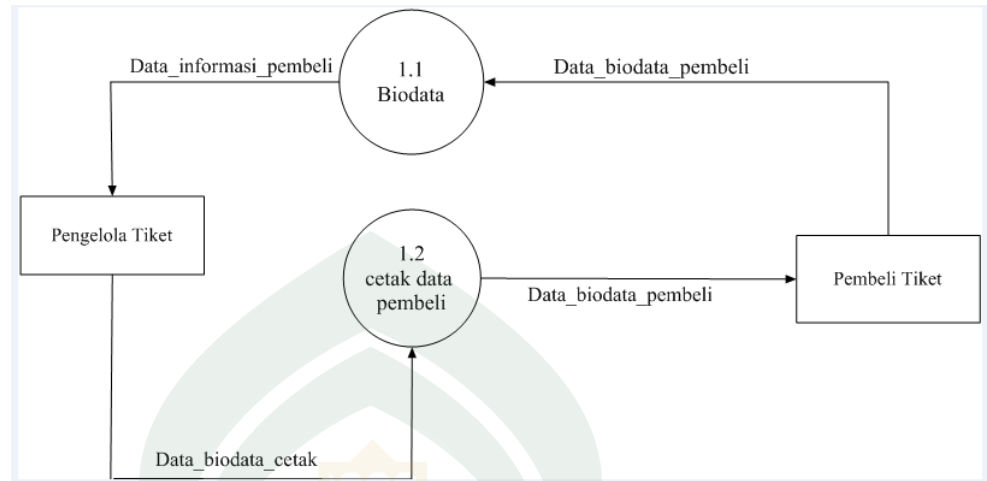 Data_informasi_pembeli
1.1
Biodata
Data_biodata_pembeli
Pengelola Tiket
1.2
cetak data
pembeli
Data_biodata_pembeli
Pembeli Tiket
Data_biodata_cetak